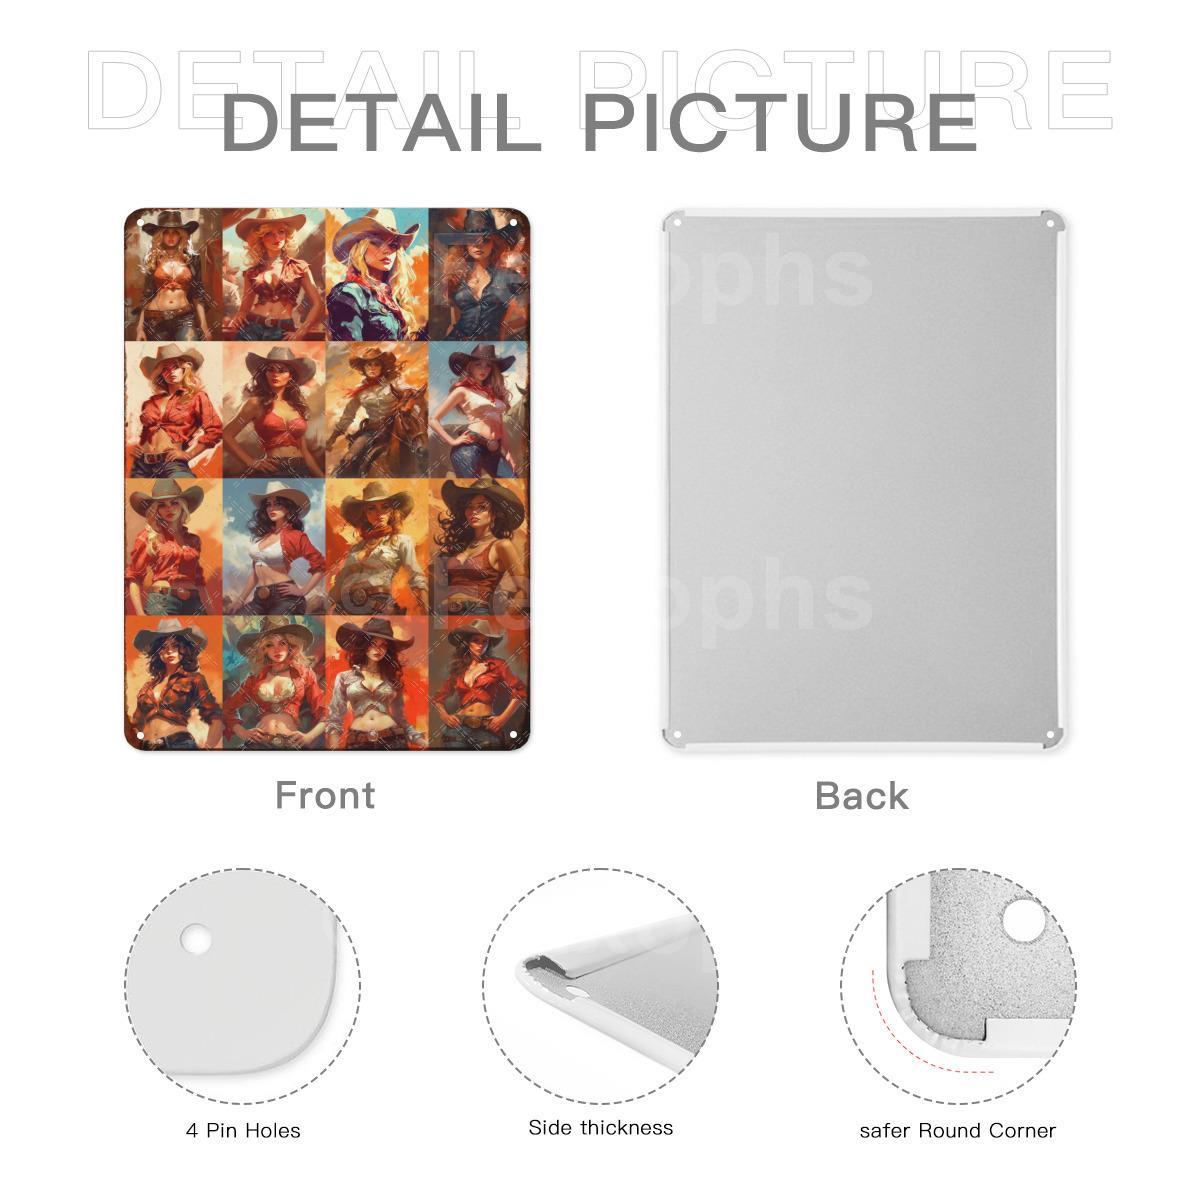 DETAIL PICTURE
DETAIL PICTURE
Front
Back
4 Pin Holes
Side thickness
safer Round Corner